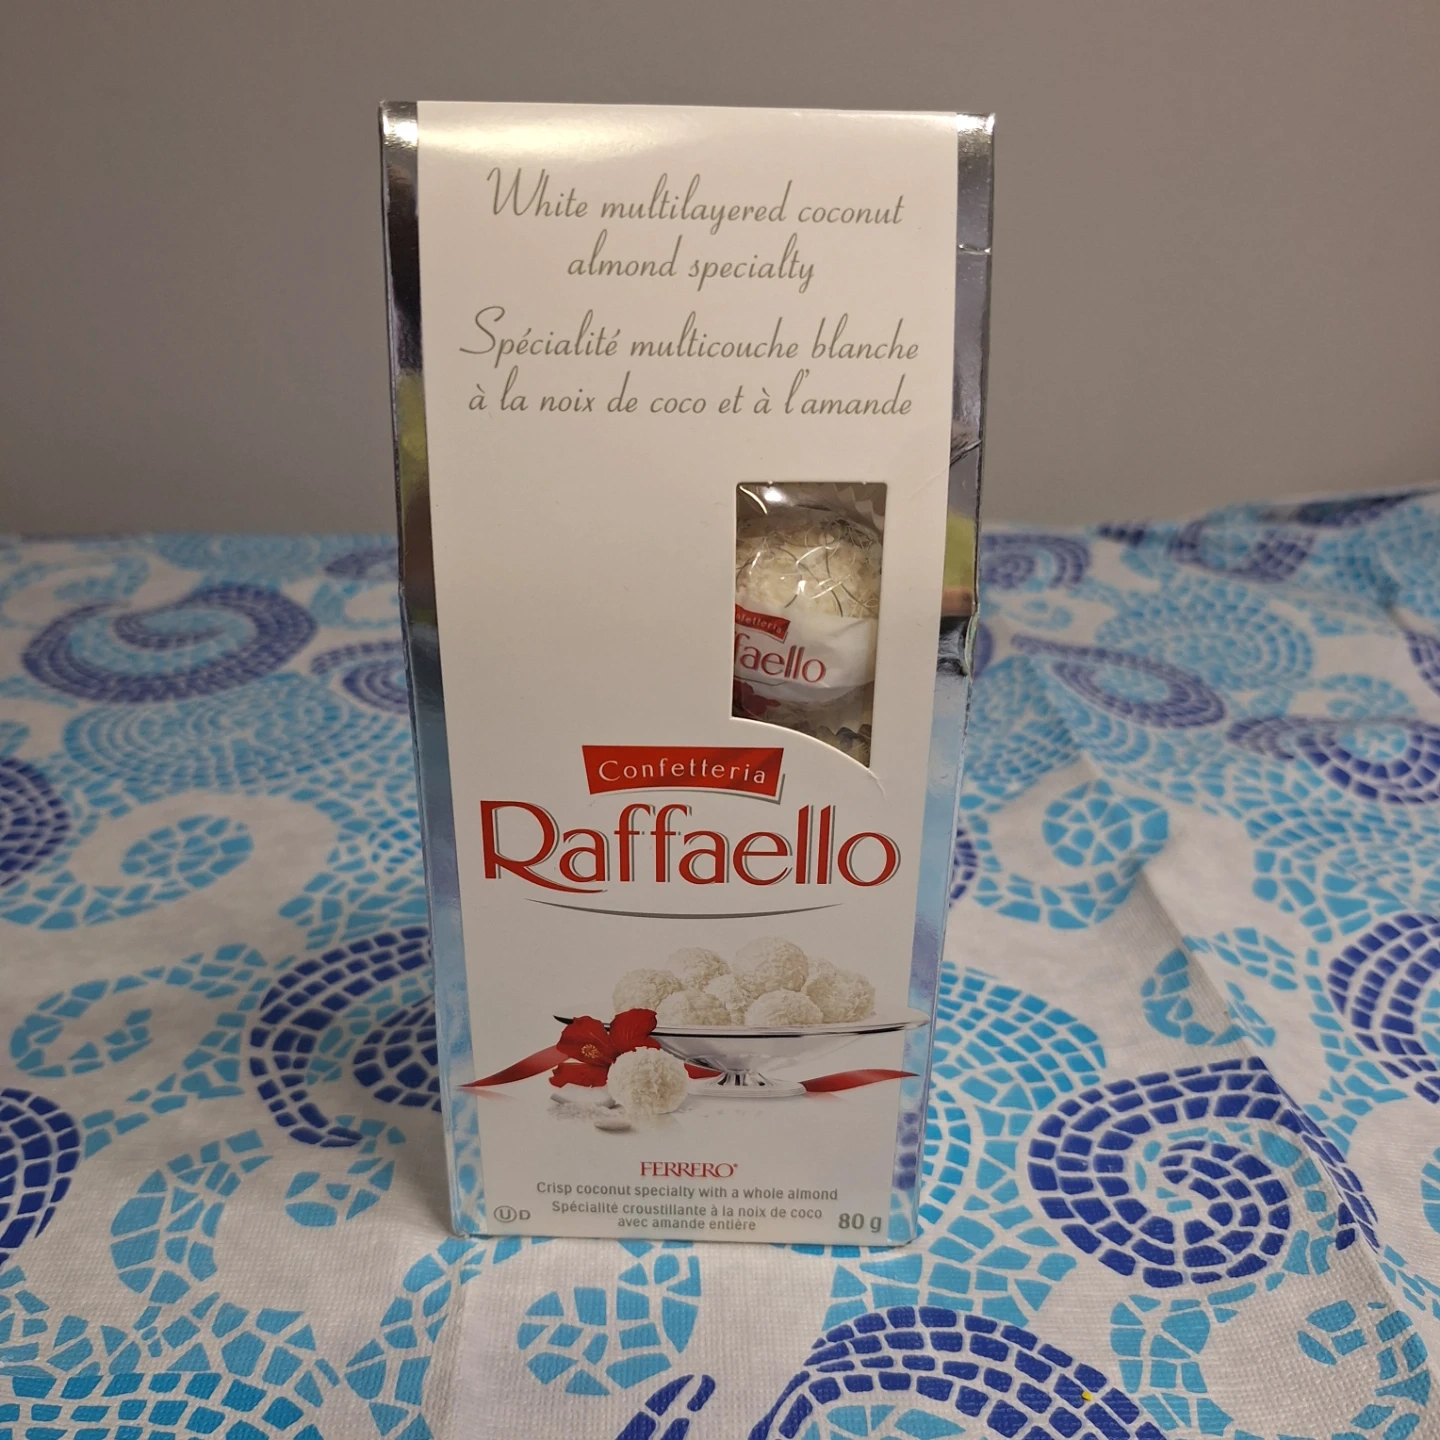 White multilayered coconut
almond specialty
Spécialité multicouche blanche
à la noix de coco et à l'amande
faello
Confetteria
Raffaello
FERRERO
Crisp coconut specialty with a whole almond
Spécialité croustillante à la noix de coco
avec amande entière
U D
80 g